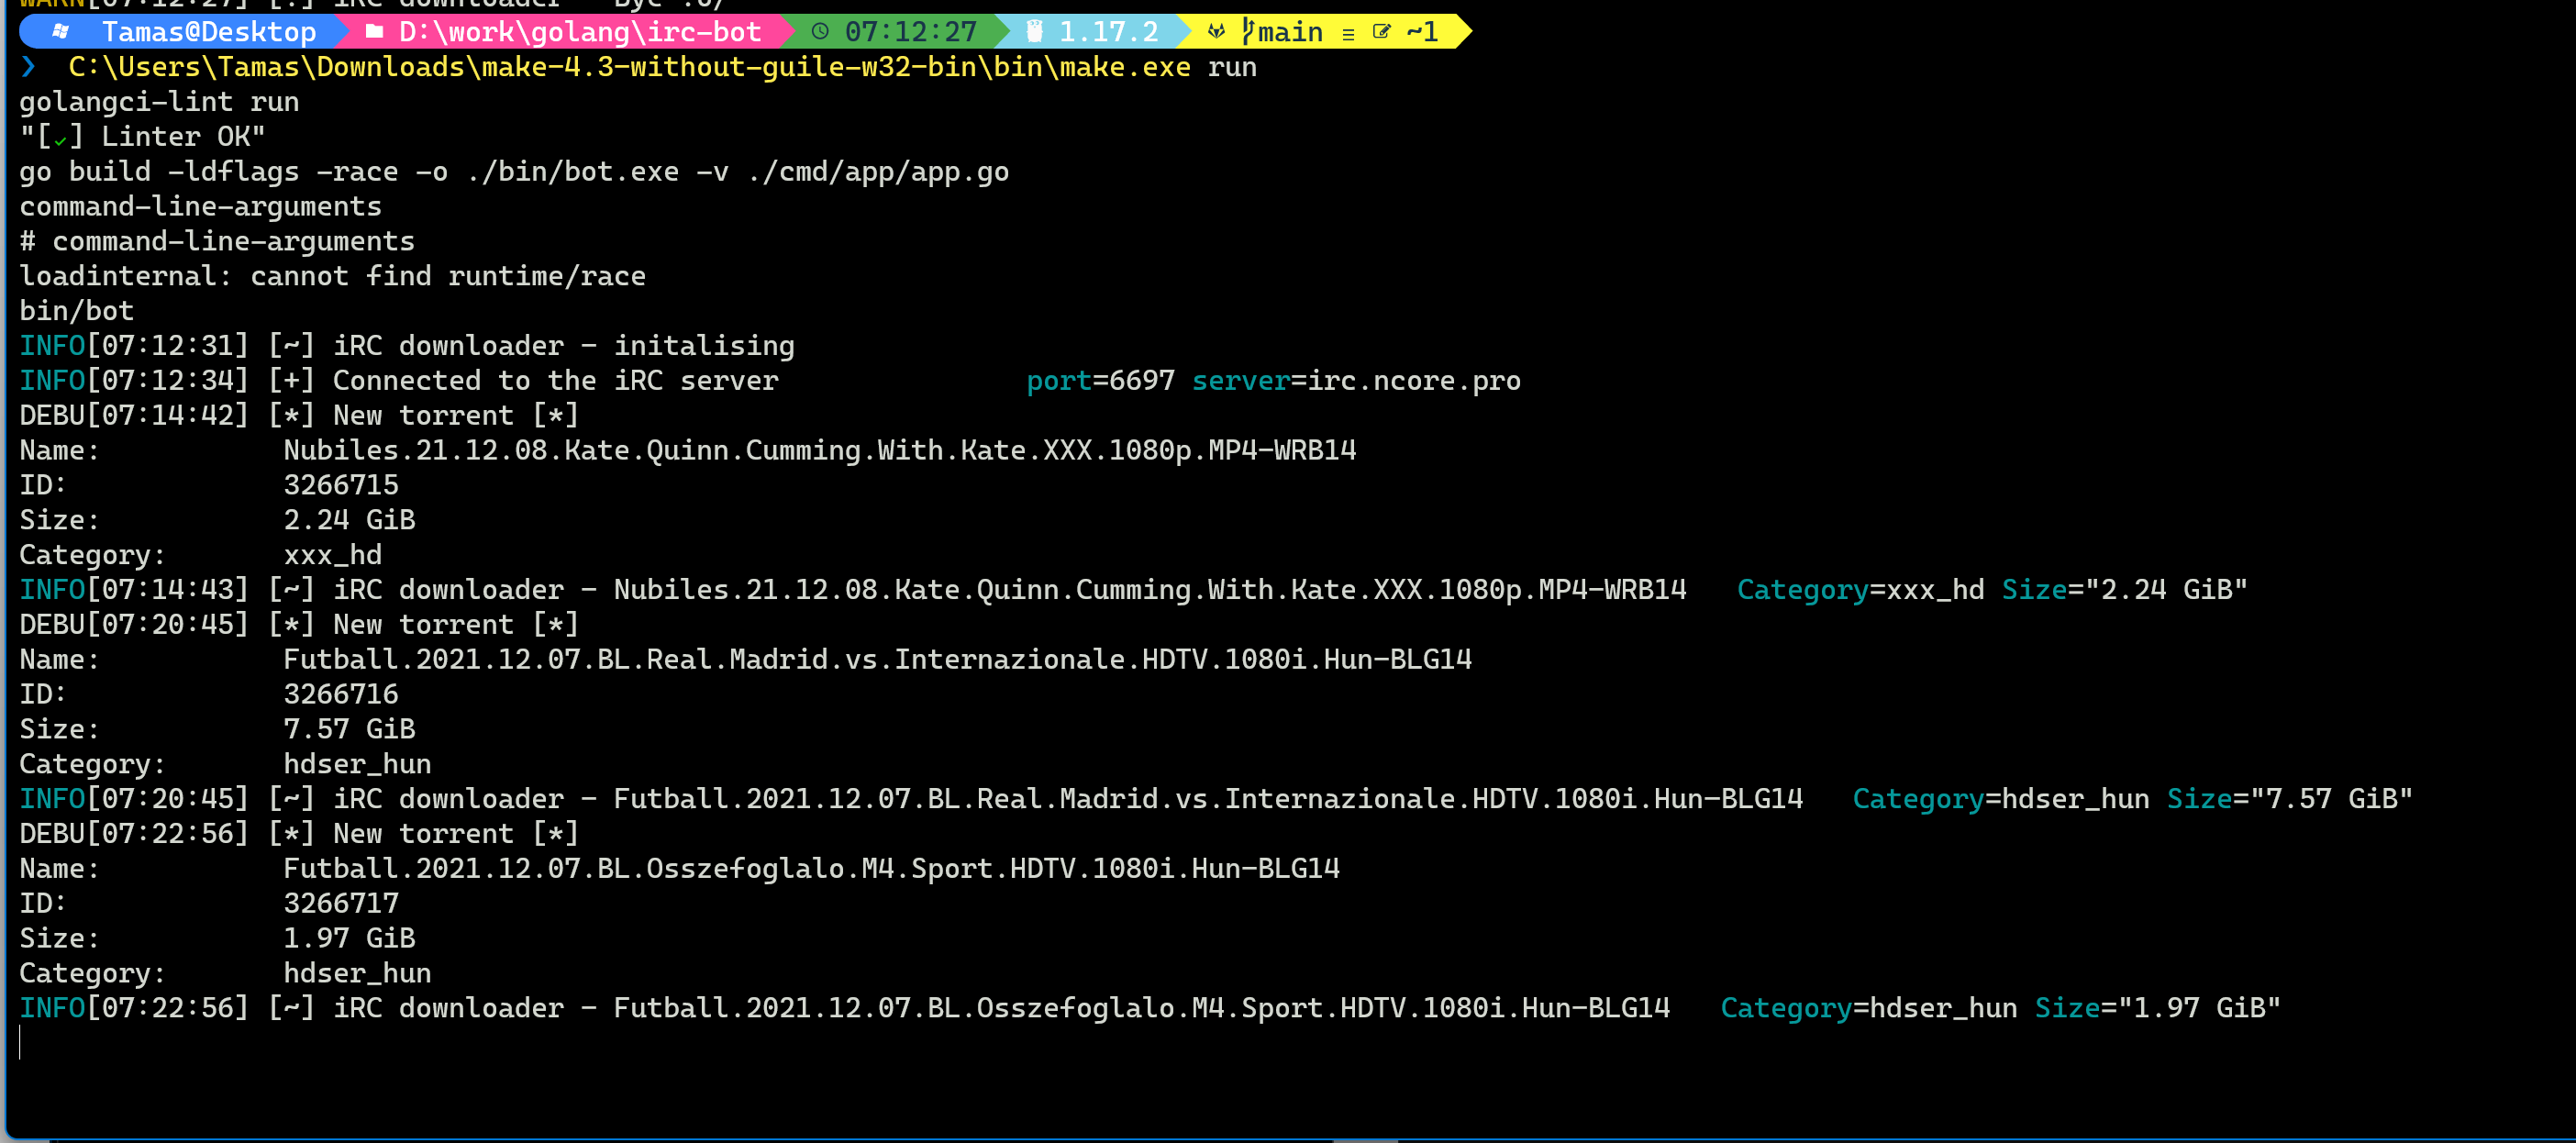 WARN[07:12:27] [!] iRC downloader - Bye :o/
Tamas@Desktop D:\work\golang\irc-bot 07:12:27 1.17.2 main ≡ ~1
❯ C:\Users\Tamas\Downloads\make-4.3-without-guile-w32-bin\bin\make.exe run
golangci-lint run
"[✓] Linter OK"
go build -ldflags -race -o ./bin/bot.exe -v ./cmd/app/app.go
command-line-arguments
# command-line-arguments
loadinternal: cannot find runtime/race
bin/bot
INFO[07:12:31] [~] iRC downloader - initalising
INFO[07:12:34] [+] Connected to the iRC server port=6697 server=irc.ncore.pro
DEBU[07:14:42] [*] New torrent [*]
Name: Nubiles.21.12.08.Kate.Quinn.Cumming.With.Kate.XXX.1080p.MP4-WRB14
ID: 3266715
Size: 2.24 GiB
Category: xxx_hd
INFO[07:14:43] [~] iRC downloader - Nubiles.21.12.08.Kate.Quinn.Cumming.With.Kate.XXX.1080p.MP4-WRB14 Category=xxx_hd Size="2.24 GiB"
DEBU[07:20:45] [*] New torrent [*]
Name: Futball.2021.12.07.BL.Real.Madrid.vs.Internazionale.HDTV.1080i.Hun-BLG14
ID: 3266716
Size: 7.57 GiB
Category: hdser_hun
INFO[07:20:45] [~] iRC downloader - Futball.2021.12.07.BL.Real.Madrid.vs.Internazionale.HDTV.1080i.Hun-BLG14 Category=hdser_hun Size="7.57 GiB"
DEBU[07:22:56] [*] New torrent [*]
Name: Futball.2021.12.07.BL.Osszefoglalo.M4.Sport.HDTV.1080i.Hun-BLG14
ID: 3266717
Size: 1.97 GiB
Category: hdser_hun
INFO[07:22:56] [~] iRC downloader - Futball.2021.12.07.BL.Osszefoglalo.M4.Sport.HDTV.1080i.Hun-BLG14 Category=hdser_hun Size="1.97 GiB"